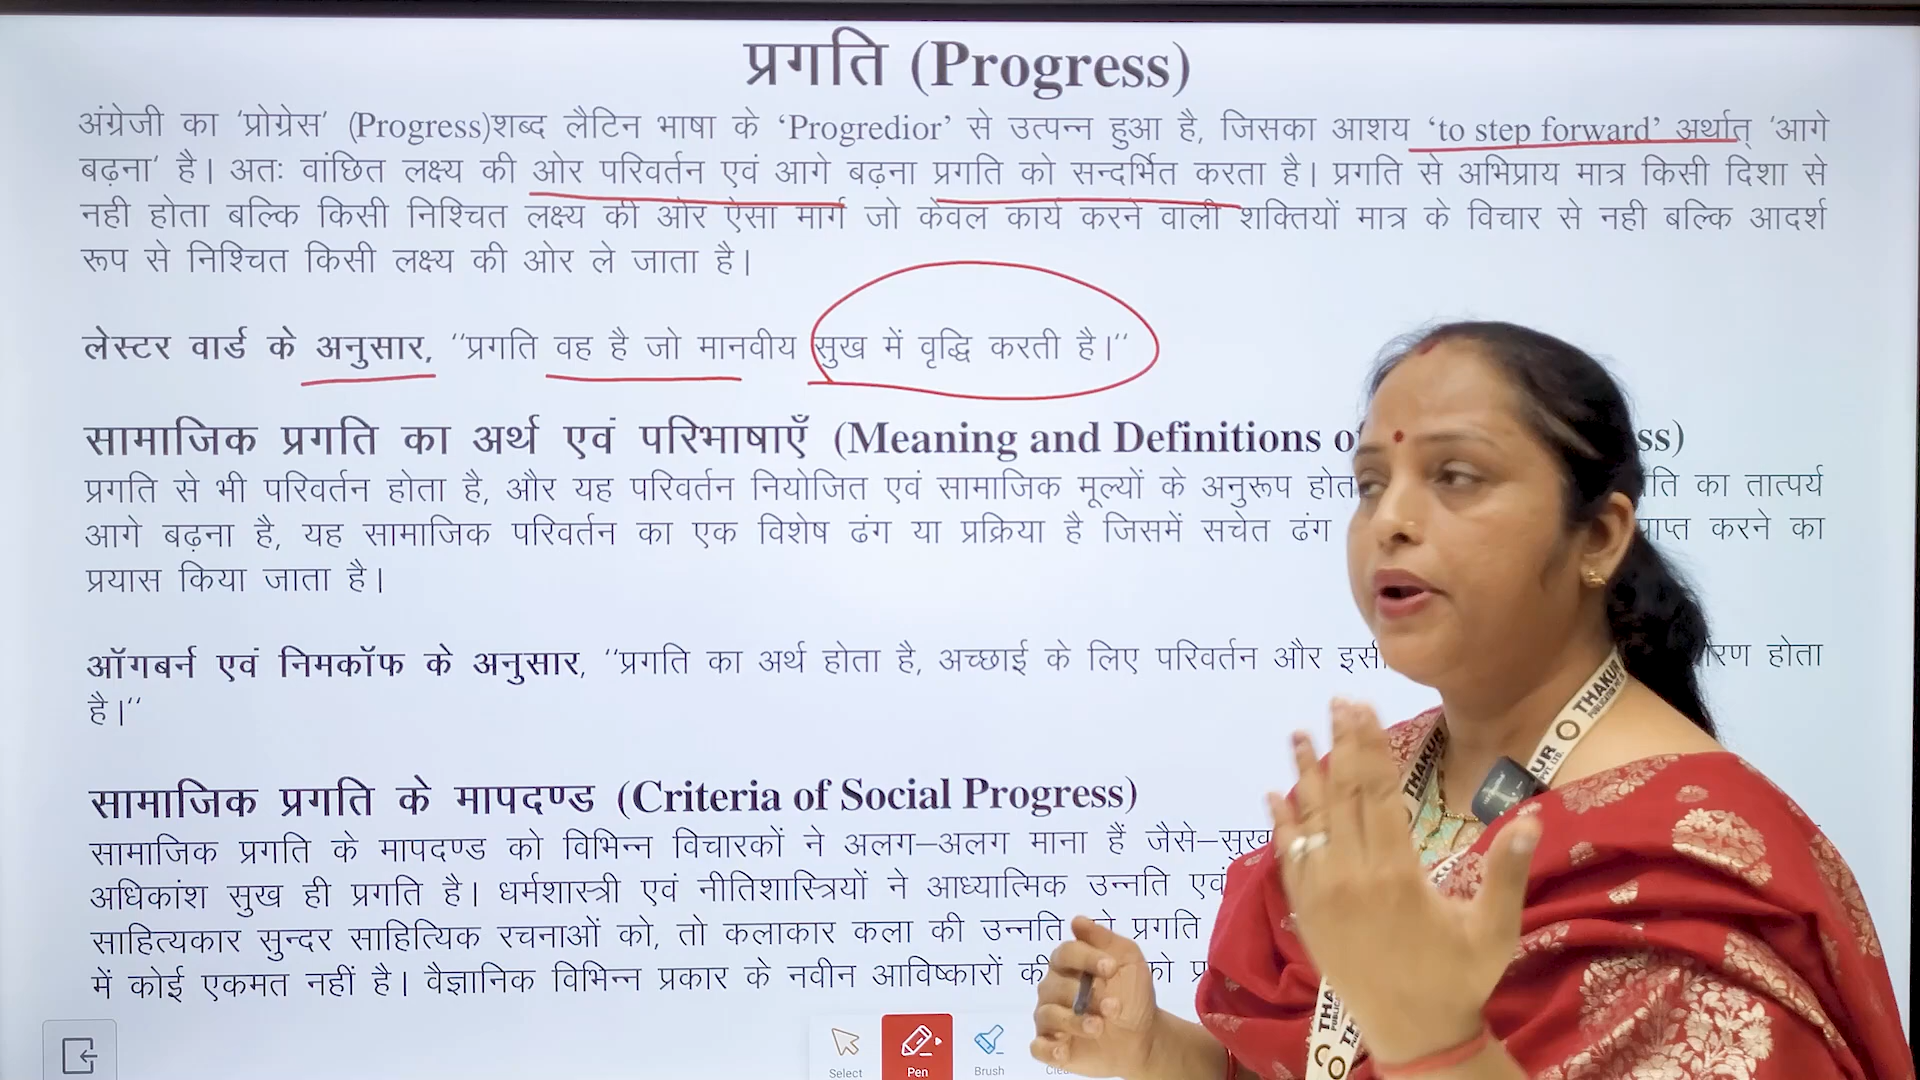 प्रगति (Progress)
अंग्रेजी का 'प्रोग्रेस' (Progress)शब्द लैटिन भाषा के 'Progredior' से उत्पन्न हुआ है, जिसका आशय 'to step forward' अर्थात् 'आगे
बढ़ना' है। अतः वांछित लक्ष्य की ओर परिवर्तन एवं आगे बढ़ना प्रगति को सन्दर्भित करता है। प्रगति से अभिप्राय मात्र किसी दिशा से
नही होता बल्कि किसी निश्चित लक्ष्य की ओर ऐसा मार्ग जो केवल कार्य करने वाली शक्तियों मात्र के विचार से नही बल्कि आदर्श
रूप से निश्चित किसी लक्ष्य की ओर ले जाता है।
लेस्टर वार्ड के अनुसार, ''प्रगति वह है जो मानवीय सुख में वृद्धि करती है।''
सामाजिक प्रगति का अर्थ एवं परिभाषाएँ (Meaning and Definitions
प्रगति से भी परिवर्तन होता है, और यह परिवर्तन नियोजित एवं सामाजिक मूल्यों के अनुरूप का तात्पर्य
आगे बढ़ना है, यह सामाजिक परिवर्तन का एक विशेष ढंग या प्रक्रिया है जिसमें सचेत ढंग करने का
प्रयास किया जाता है।
ऑगबर्न एवं निमकॉफ के अनुसार, ''प्रगति का अर्थ होता है, अच्छाई के लिए परिवर्तन और होता
है।''
सामाजिक प्रगति के मापदण्ड (Criteria of Social Progress)
सामाजिक प्रगति के मापदण्ड को विभिन्न विचारकों ने अलग–अलग माना हैं जैसे–सुख
अधिकांश सुख ही प्रगति है। धर्मशास्त्री एवं नीतिशास्त्रियों ने आध्यात्मिक उन्नति एवं
साहित्यकार सुन्दर साहित्यिक रचनाओं को, तो कलाकार कला की उन्नति प्रगति
में कोई एकमत नहीं है। वैज्ञानिक विभिन्न प्रकार के नवीन आविष्कारों की को
Select Pen Brush
THAKUR
PUBLICATION PVT. LTD.
THAKUR